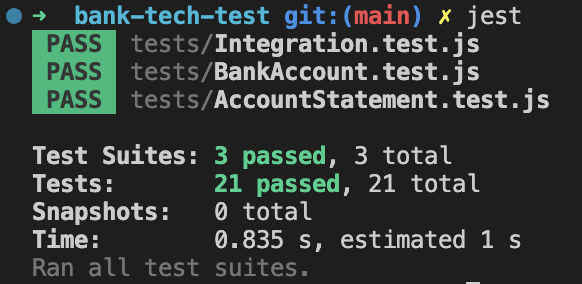 ➜ bank-tech-test git:(main) ✗ jest
PASS tests/Integration.test.js
PASS tests/BankAccount.test.js
PASS tests/AccountStatement.test.js
Test Suites: 3 passed, 3 total
Tests: 21 passed, 21 total
Snapshots: 0 total
Time: 0.835 s, estimated 1 s
Ran all test suites.